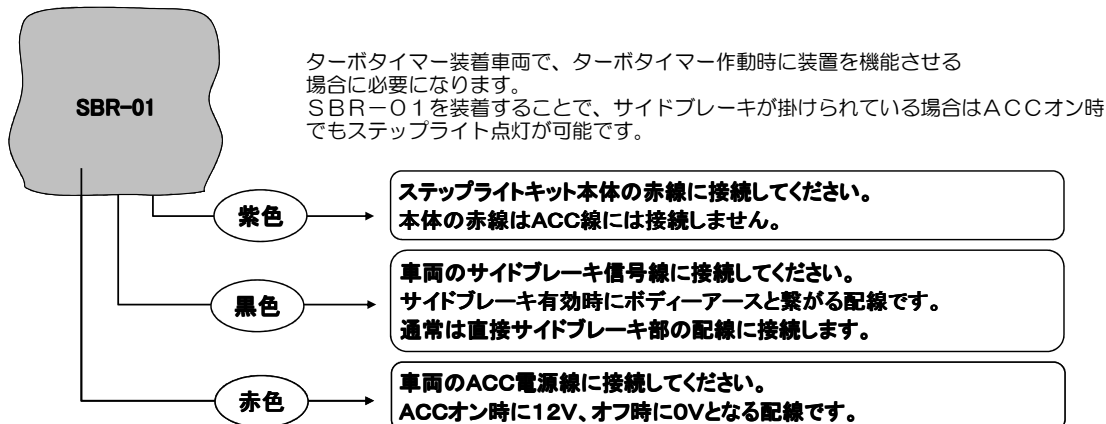 SBR-01
ターボタイマー装着車両で、ターボタイマー作動時に装置を機能させる
場合に必要になります。
SBR-01を装着することで、サイドブレーキが掛けられている場合はACCオン時
でもステップライト点灯が可能です。
紫色
ステップライトキット本体の赤線に接続してください。
本体の赤線はACC線には接続しません。
黒色
車両のサイドブレーキ信号線に接続してください。
サイドブレーキ有効時にボディーアースと繋がる配線です。
通常は直接サイドブレーキ部の配線に接続します。
赤色
車両のACC電源線に接続してください。
ACCオン時に12V、オフ時に0Vとなる配線です。